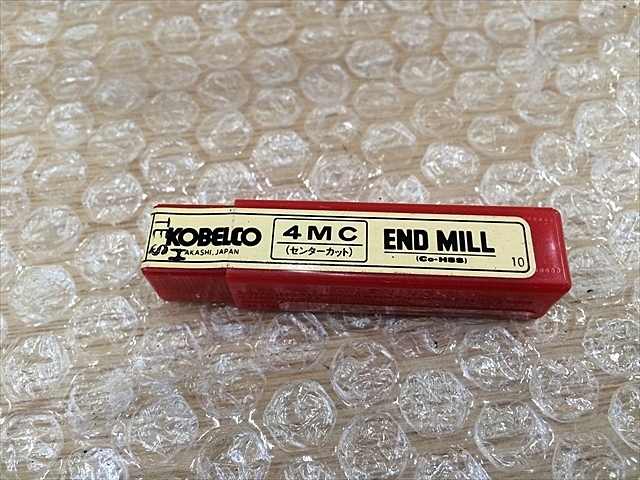 KOBELCO
AKASHI, JAPAN
4MC
(センターカット)
END MILL
(Co-HSS)
10